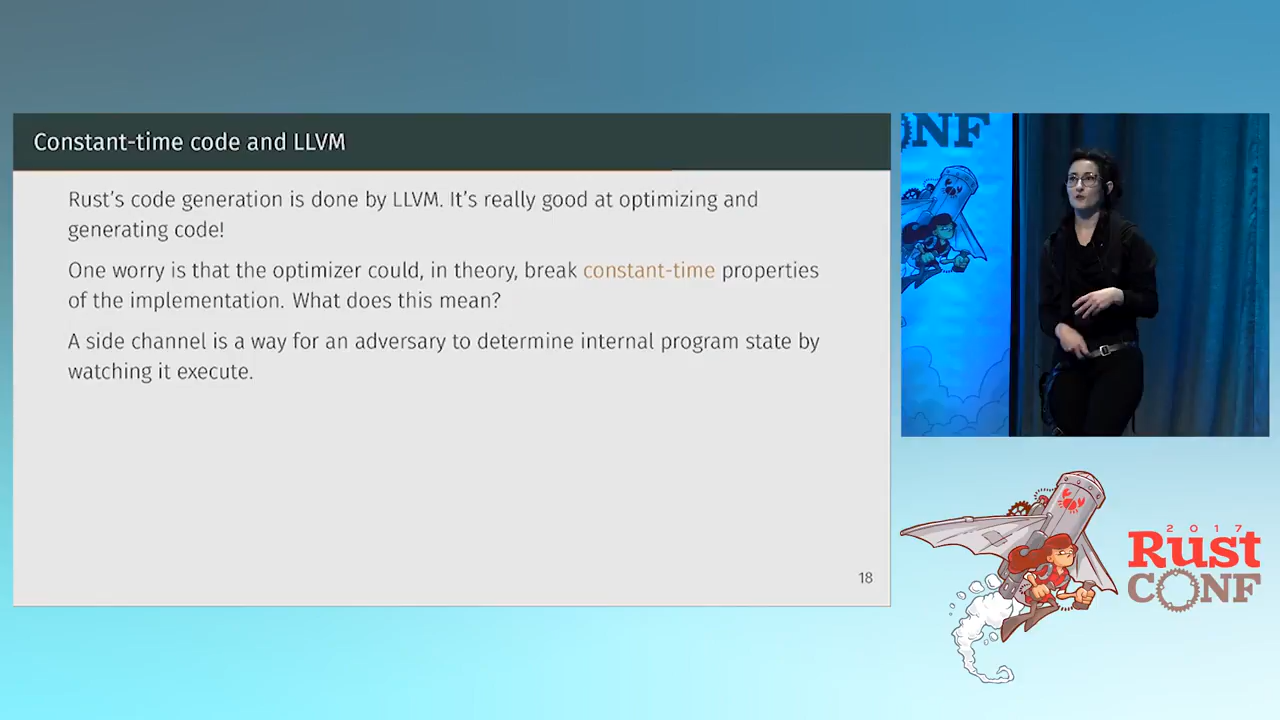 Constant-time code and LLVM
Rust's code generation is done by LLVM. It's really good at optimizing and
generating code!
One worry is that the optimizer could, in theory, break constant-time properties
of the implementation. What does this mean?
A side channel is a way for an adversary to determine internal program state by
watching it execute.
18
NF
2017
Rust
CONF